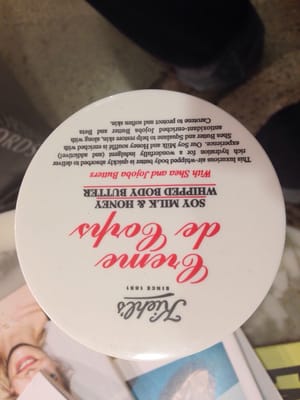 Kiehl's
SINCE 1851
Creme
de Corps
SOY MILK & HONEY
WHIPPED BODY BUTTER
With Shea and Jojoba Butters
This luxurious air-whipped body butter is quickly absorbed to deliver
rich hydration for a wonderfully indulgent (and addictive)
experience. Our Soy Milk and Honey soufflé is enriched with
Shea Butter and Squalane to help restore skin, along with
antioxidant-enriched Jojoba Butter and Beta
Carotene to protect and soften skin.